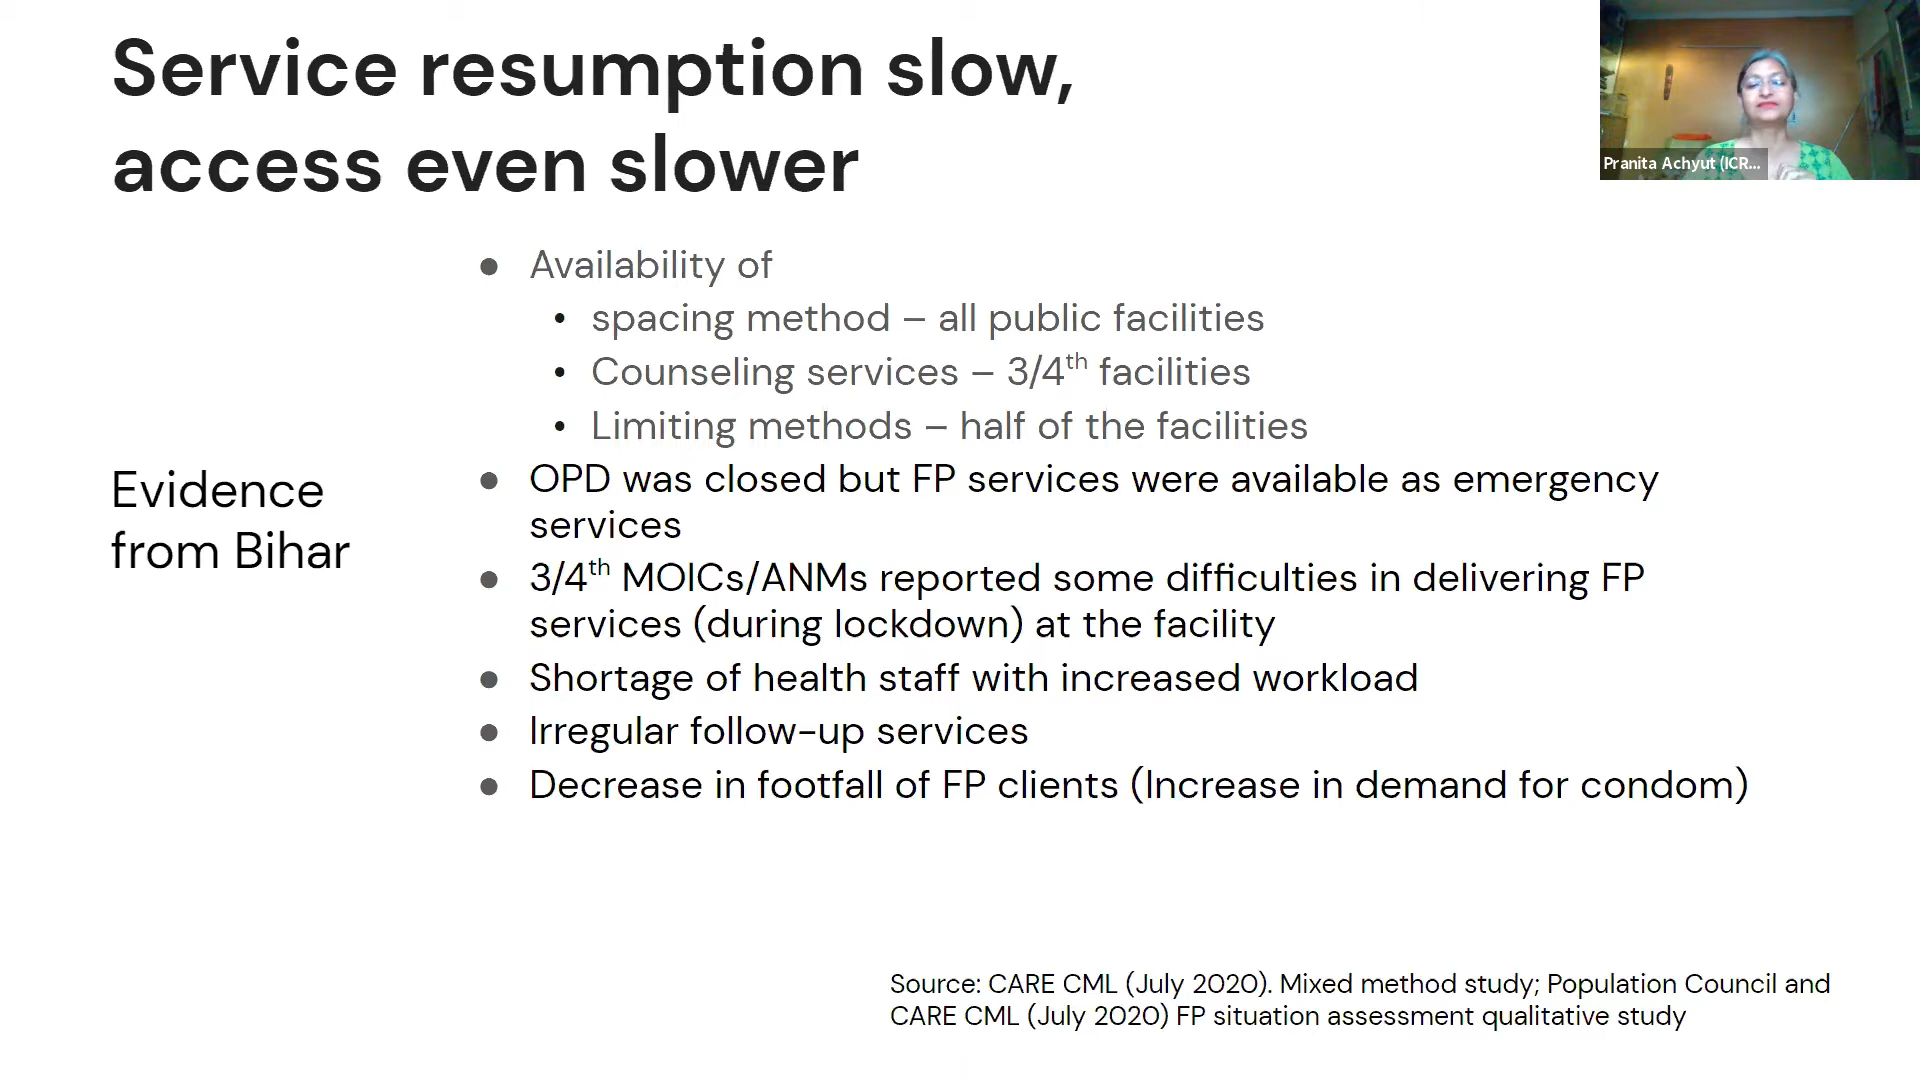 Service resumption slow,
access even slower
Pranita Achyut (ICR...
Evidence
from Bihar
● Availability of
• spacing method – all public facilities
• Counseling services – 3/4th facilities
• Limiting methods – half of the facilities
● OPD was closed but FP services were available as emergency
services
● 3/4th MOICs/ANMs reported some difficulties in delivering FP
services (during lockdown) at the facility
● Shortage of health staff with increased workload
● Irregular follow-up services
● Decrease in footfall of FP clients (Increase in demand for condom)
Source: CARE CML (July 2020). Mixed method study; Population Council and
CARE CML (July 2020) FP situation assessment qualitative study